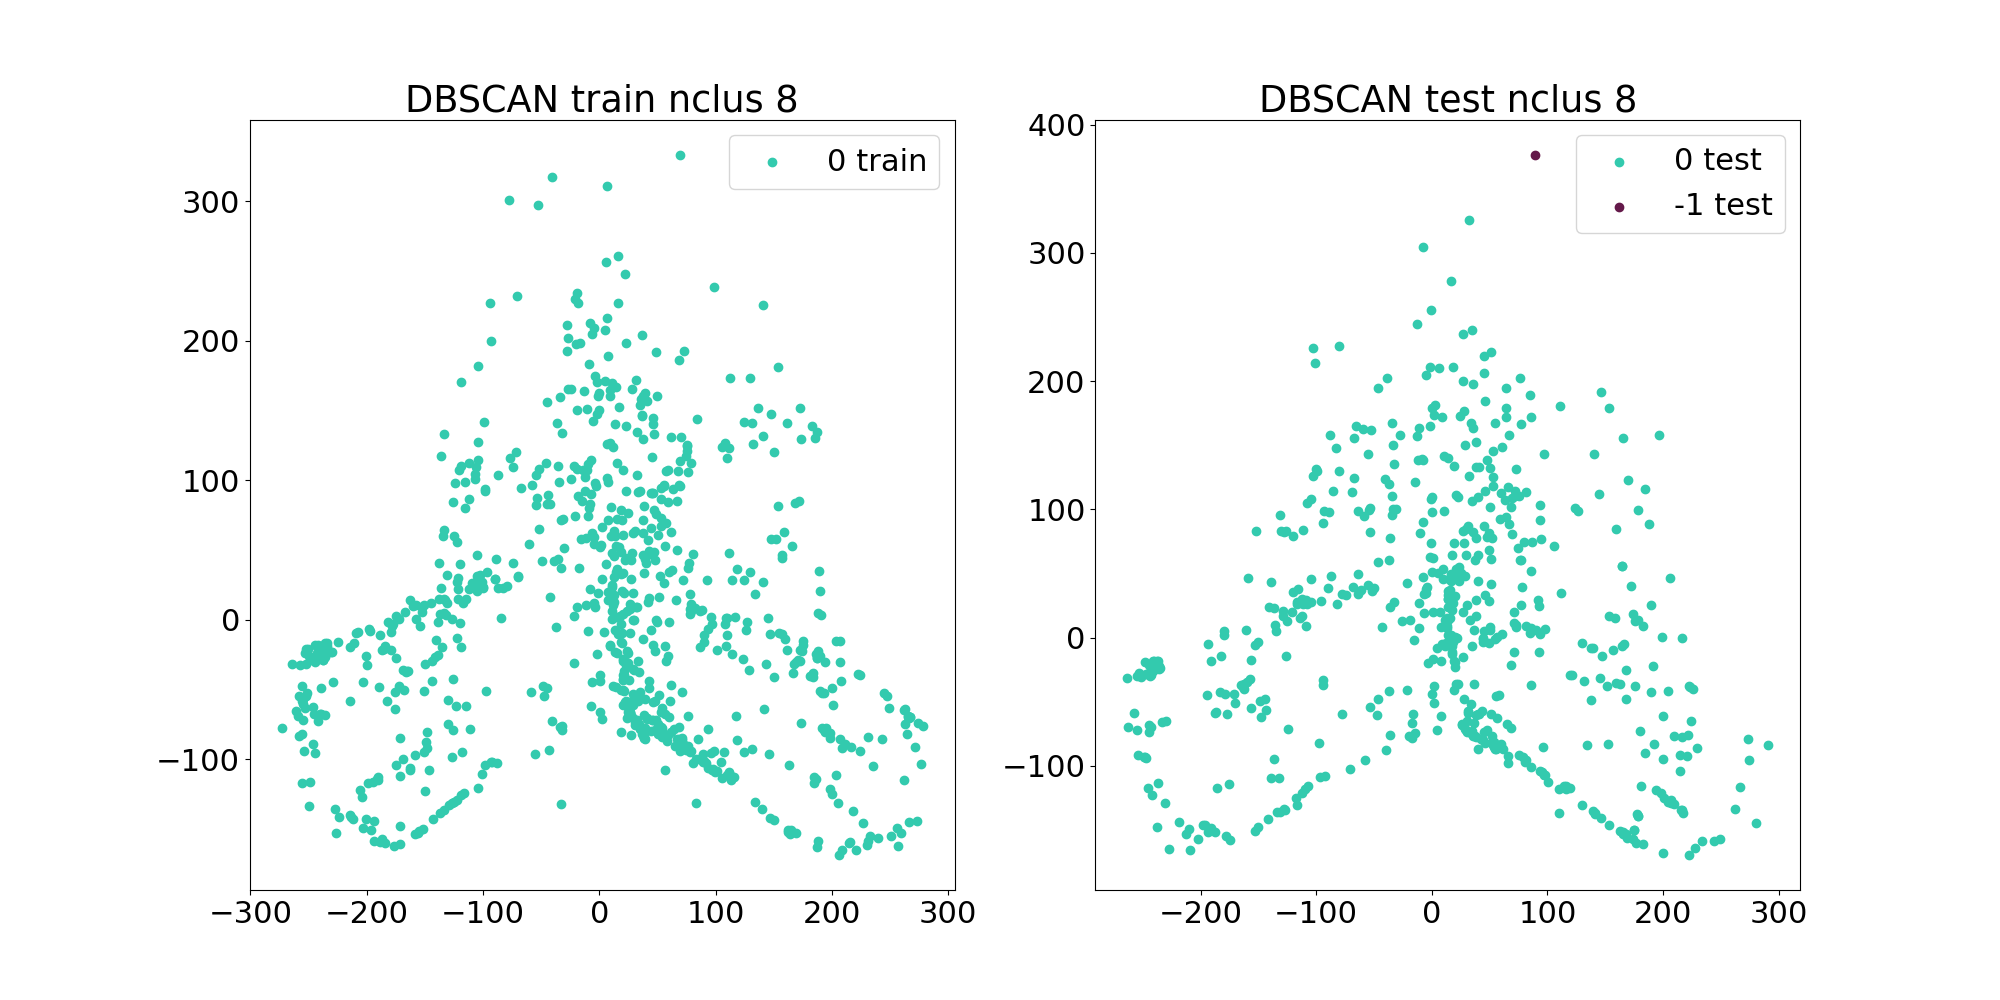 DBSCAN train nclus 8
0 train
300
200
100
0
−100
−300 −200 −100 0 100 200 300
DBSCAN test nclus 8
0 test
-1 test
400
300
200
100
0
−100
−200 −100 0 100 200 300